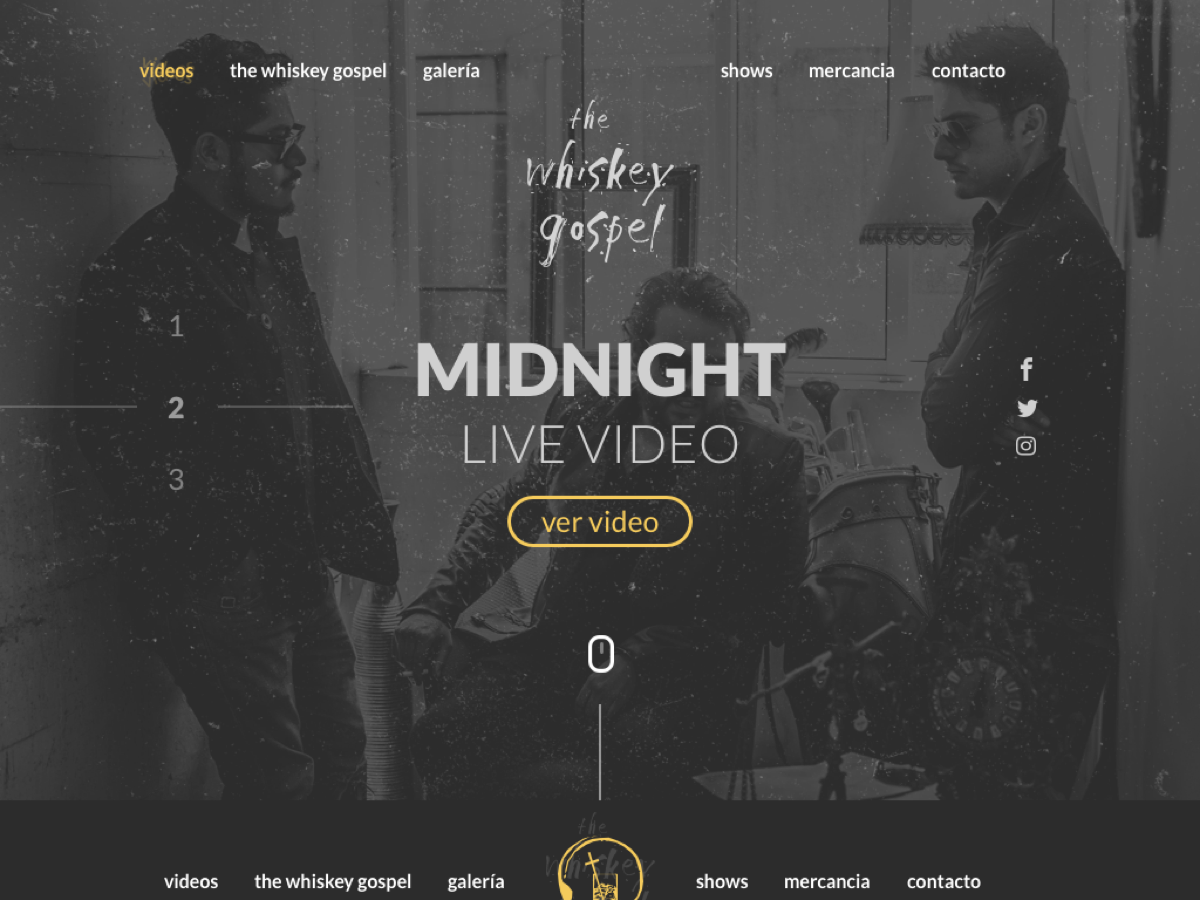 videos the whiskey gospel galería shows mercancia contacto
the
whiskey
gospel
1
MIDNIGHT
2
LIVE VIDEO
3
ver video
the
whiskey
videos the whiskey gospel galería shows mercancia contacto